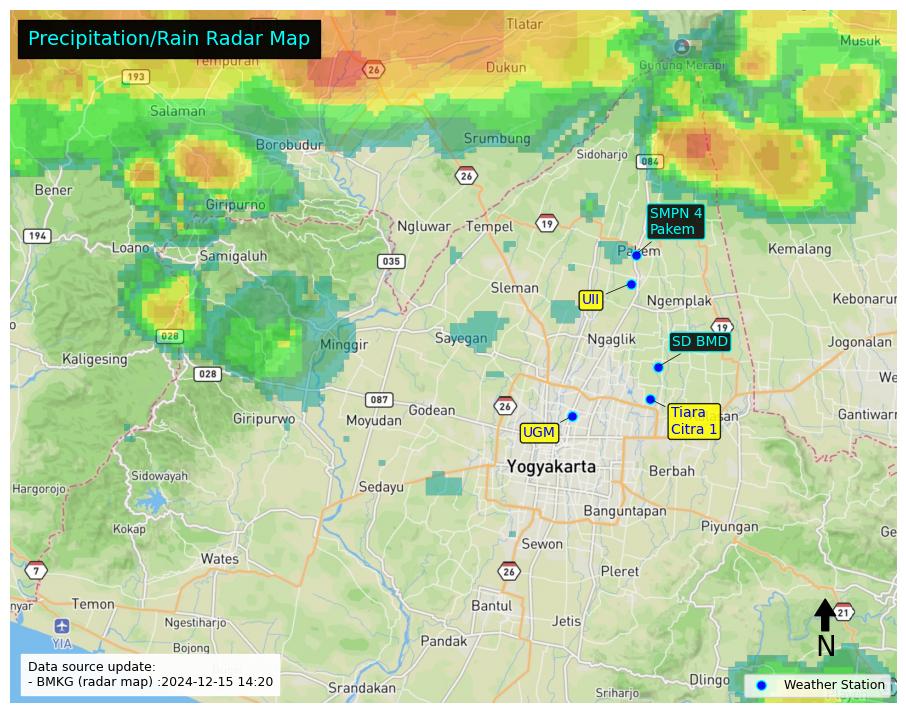 Precipitation/Rain Radar Map
Tlatar
Musuk
Tempuran
26
Dukun
Gunung Merapi
193
Salaman
Borobudur
Srumbung
Sidoharjo
084
26
Bener
Giripurno
SMPN 4
Pakem
194
Ngluwar
Tempel
19
Loano
Samigaluh
035
Pakem
Kemalang
Sleman
UII
Ngemplak
Kebonarun
19
028
Minggir
Sayegan
Ngaglik
SD BMD
Jogonalan
Kaligesing
028
087
Godean
26
Giripurwo
Moyudan
UGM
Tiara
Citra 1
san
Gantiwarn
Yogyakarta
Berbah
Sidowayah
Hargorojo
Sedayu
Banguntapan
Kokap
Piyungan
Sewon
Wates
7
26
Pleret
Temon
Bantul
21
Ngestiharjo
Jetis
YIA
Bojong
Pandak
N
Data source update:
- BMKG (radar map) :2024-12-15 14:20
Srandakan
Sriharjo
Dlingo
Weather Station